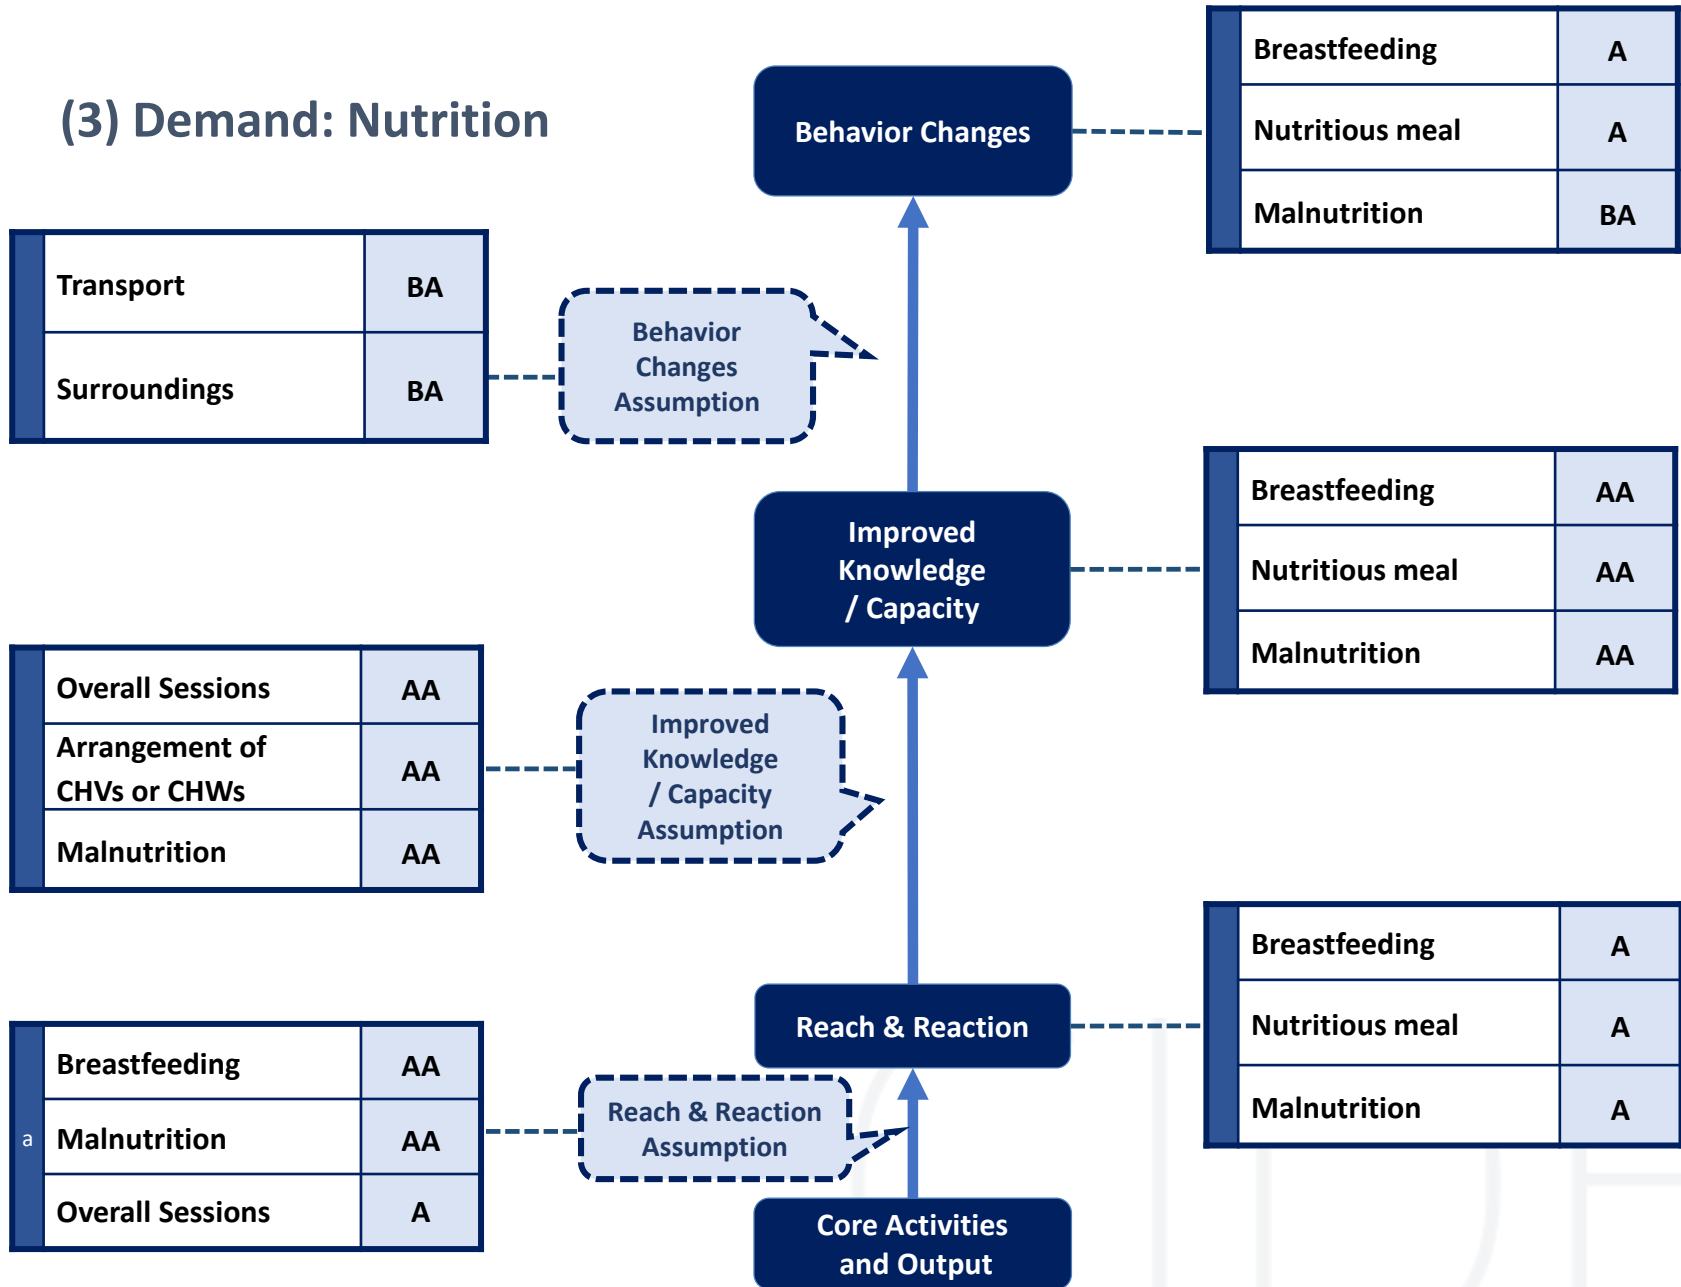 (3) Demand: Nutrition
Behavior Changes
Breastfeeding A
Nutritious meal A
Malnutrition BA
Transport BA
Surroundings BA
Behavior
Changes
Assumption
Improved
Knowledge
/ Capacity
Breastfeeding AA
Nutritious meal AA
Malnutrition AA
Overall Sessions AA
Arrangement of
CHVs or CHWs AA
Malnutrition AA
Improved
Knowledge
/ Capacity
Assumption
Reach & Reaction
Breastfeeding A
Nutritious meal A
Malnutrition A
a
Breastfeeding AA
Malnutrition AA
Overall Sessions A
Reach & Reaction
Assumption
Core Activities
and Output